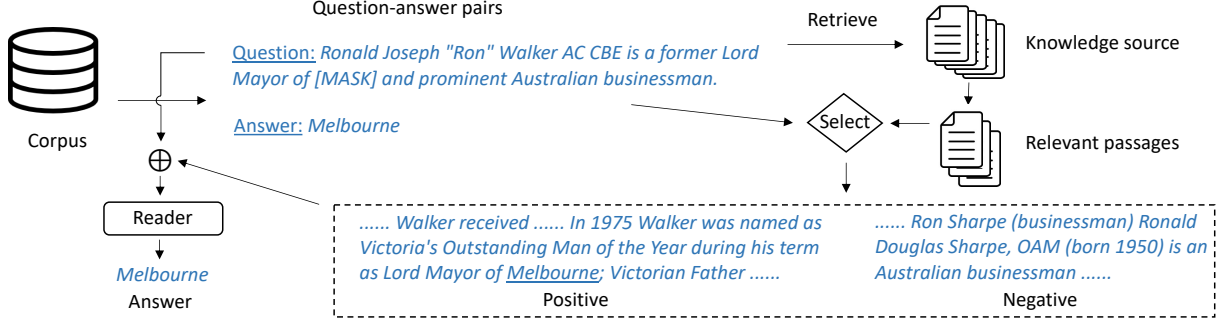 Question-answer pairs
Retrieve
Question: Ronald Joseph "Ron" Walker AC CBE is a former Lord
Mayor of [MASK] and prominent Australian businessman.
Knowledge source
Answer: Melbourne
Select
Corpus
Relevant passages
Reader
Melbourne
Answer
...... Walker received ...... In 1975 Walker was named as
Victoria's Outstanding Man of the Year during his term
as Lord Mayor of Melbourne; Victorian Father ......
Positive
...... Ron Sharpe (businessman) Ronald
Douglas Sharpe, OAM (born 1950) is an
Australian businessman ......
Negative